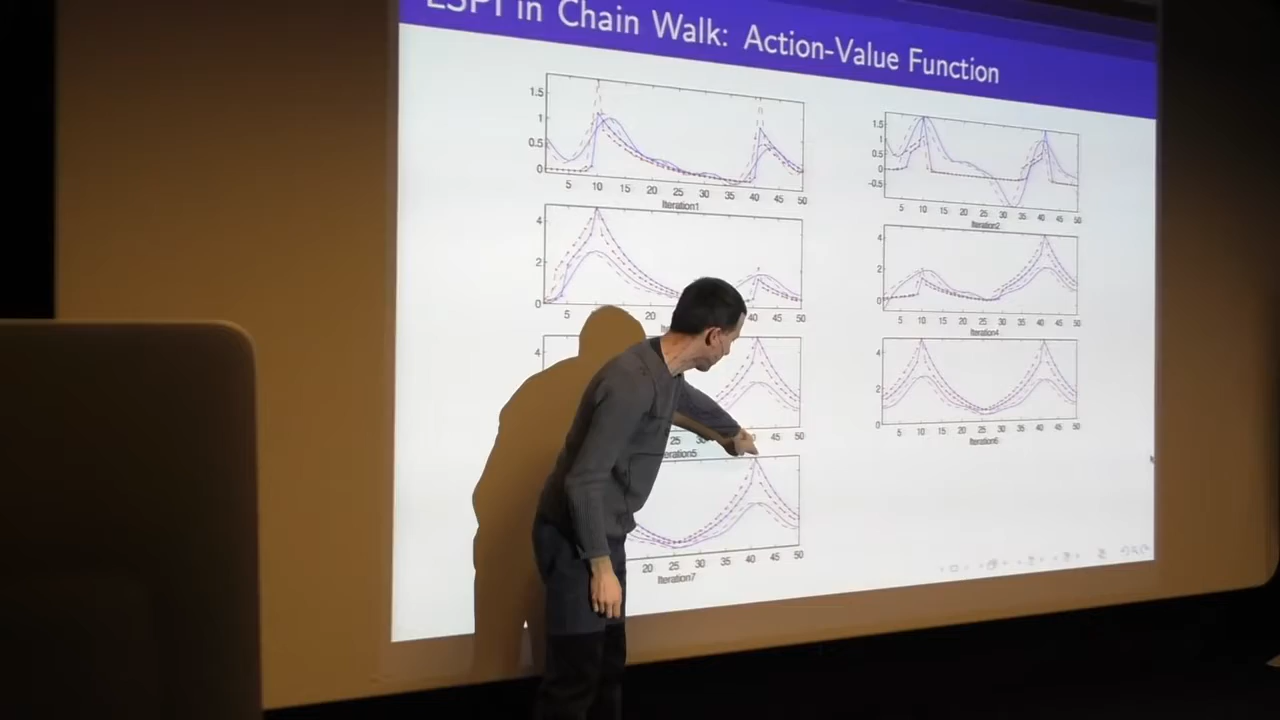 LSPI in Chain Walk: Action-Value Function
1.5
1
0.5
0
5 10 15 20 25 30 35 40 45 50
Iteration1
1.5
1
0.5
0
-0.5
5 10 15 20 25 30 35 40 45 50
Iteration2
4
2
0
5 20 40 45 50
4
2
0
5 10 15 20 25 30 35 40 45 50
Iteration4
4
25 45 50
eration5
4
2
0
5 10 15 20 25 30 35 40 45 50
Iteration6
20 25 30 35 40 45 50
Iteration7